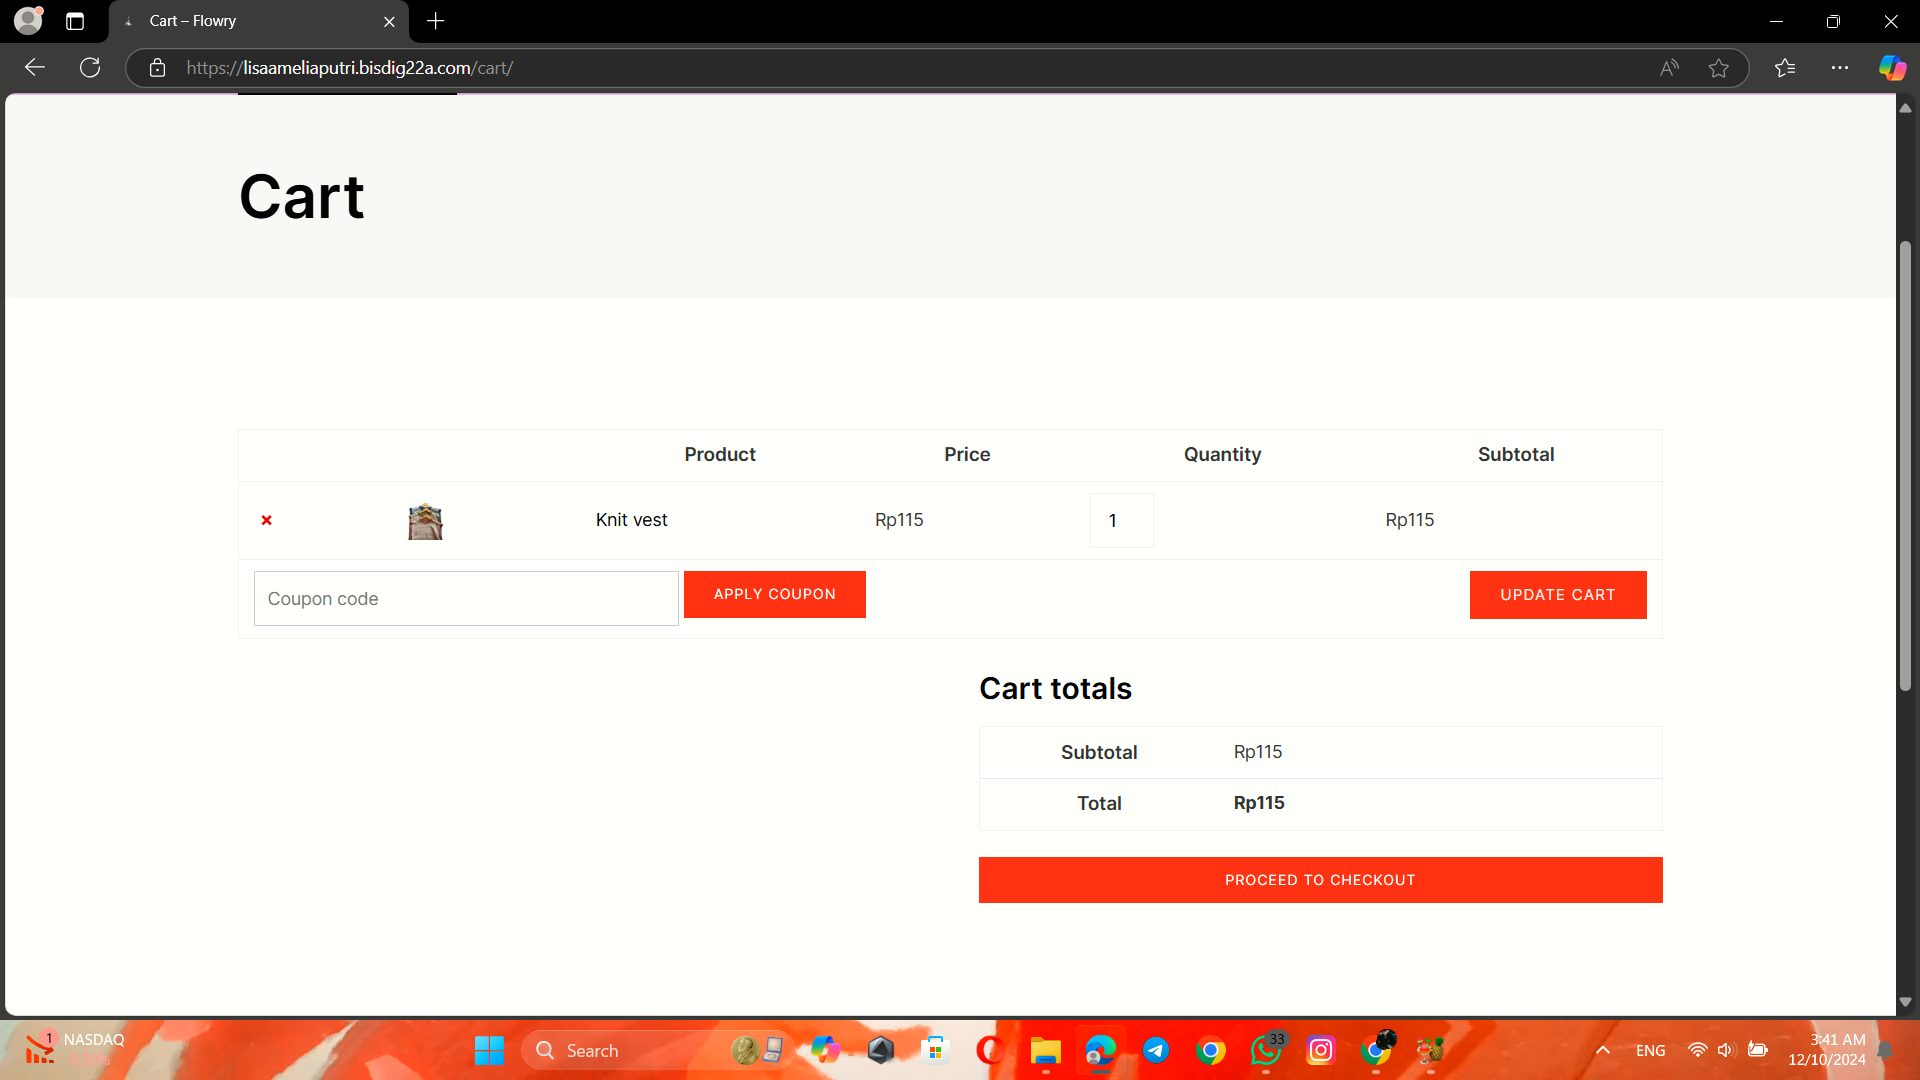 Cart – Flowry
https://lisaameliaputri.bisdig22a.com/cart/
Cart
Product Price Quantity Subtotal
× Knit vest Rp115 1 Rp115
Coupon code APPLY COUPON UPDATE CART
Cart totals
Subtotal Rp115
Total Rp115
PROCEED TO CHECKOUT
1 NASDAQ
Search
33
ENG
3:41 AM
12/10/2024